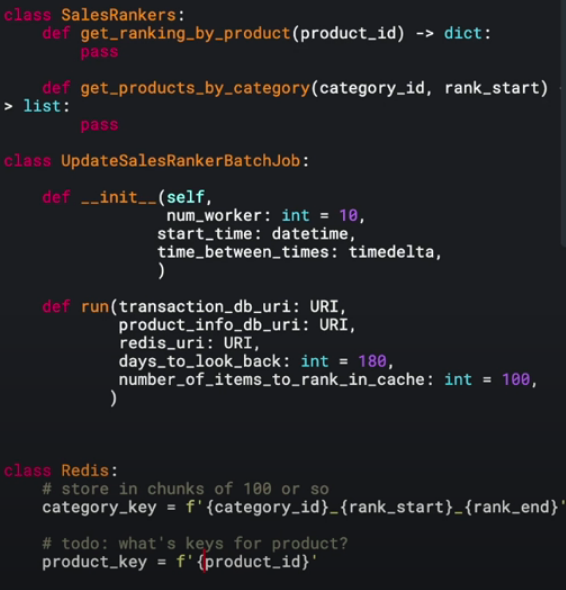 class SalesRankers:
    def get_ranking_by_product(product_id) -> dict:
        pass

    def get_products_by_category(category_id, rank_start) -
> list:
        pass

class UpdateSalesRankerBatchJob:

    def __init__(self,
                 num_worker: int = 10,
                start_time: datetime,
                time_between_times: timedelta,
                )

    def run(transaction_db_uri: URI,
            product_info_db_uri: URI,
            redis_uri: URI,
            days_to_look_back: int = 180,
            number_of_items_to_rank_in_cache: int = 100,
           )

class Redis:
    # store in chunks of 100 or so
    category_key = f'{category_id}_{rank_start}_{rank_end}'

    # todo: what's keys for product?
    product_key = f'{product_id}'